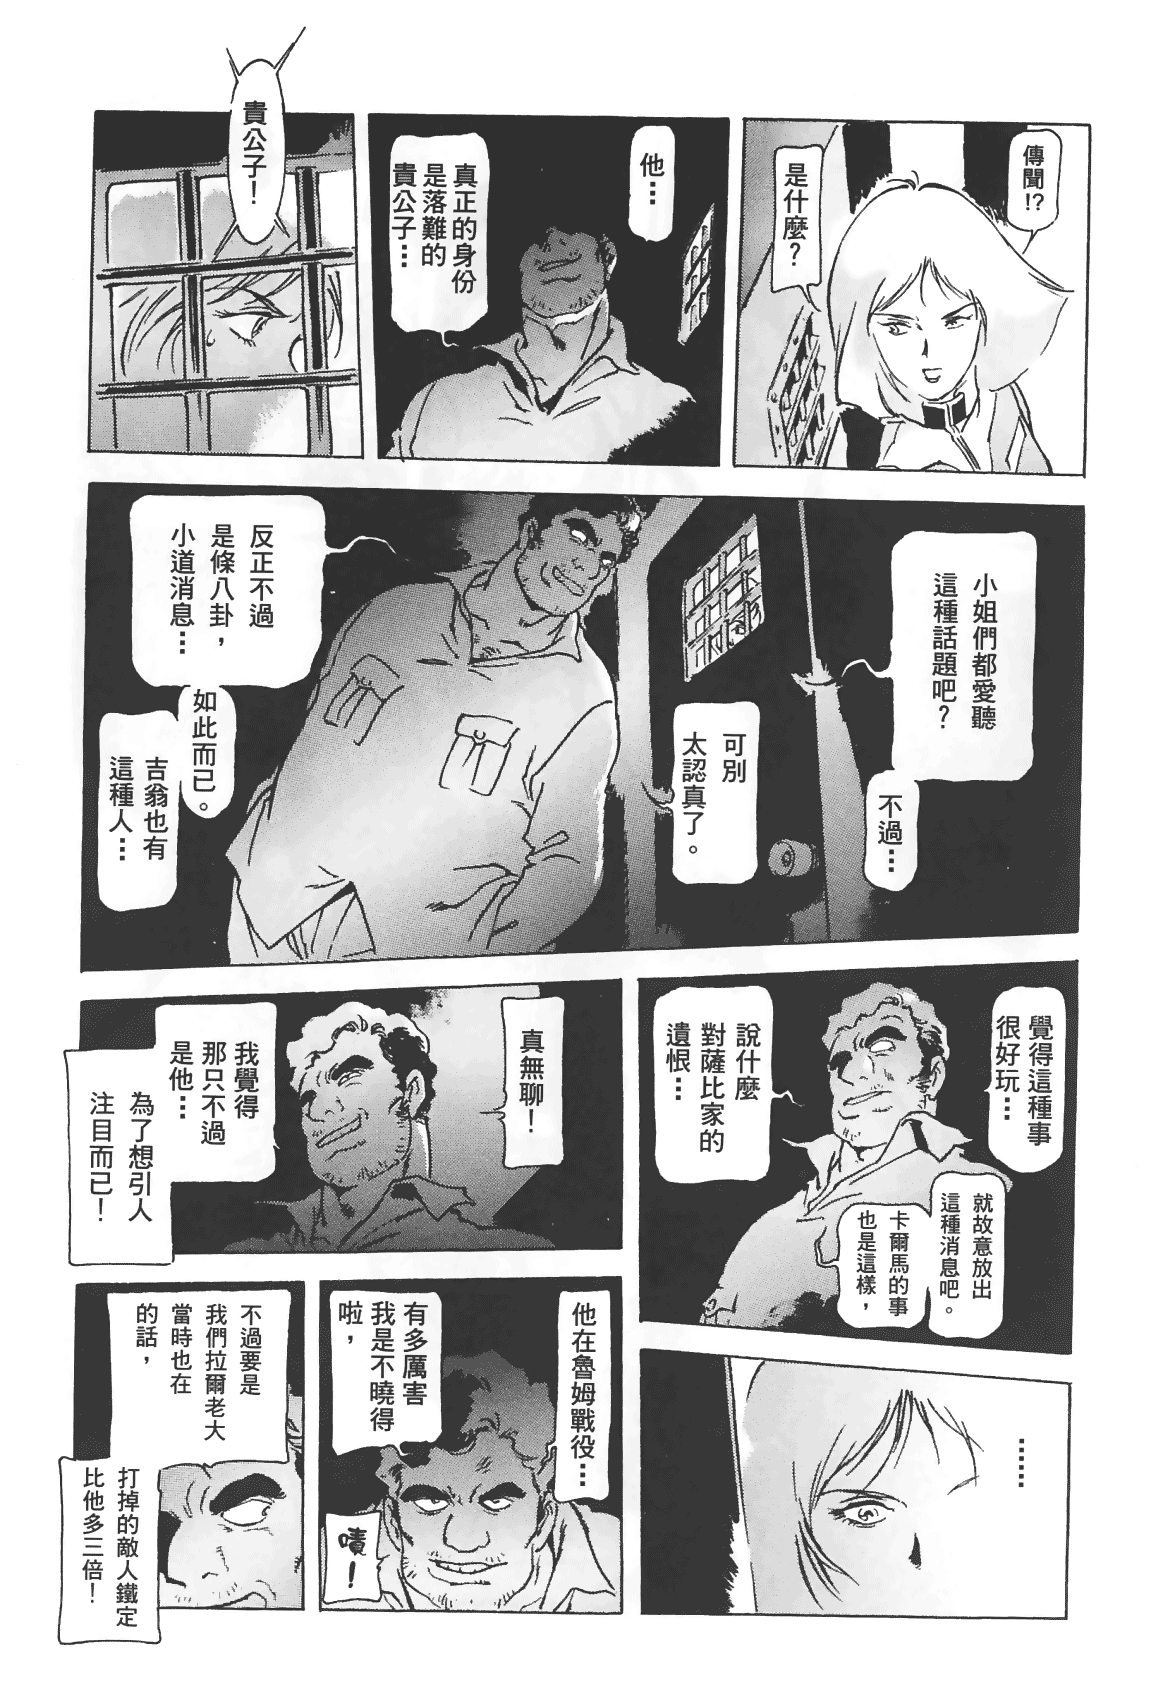 傳聞!?
是什麼?
他…
真正的身份
是落難的
貴公子…
貴公子!
小姐們都愛聽
這種話題吧?
不過…
可別
太認真了。
反正不過
是條八卦,
小道消息…
如此而已。
吉翁也有
這種人…
覺得這種事
很好玩…
就故意放出
這種消息吧。
卡爾馬的事
也是這樣,
說什麼
對薩比家的
遺恨…
真無聊!
我覺得
那只不過
是他…
為了想引人
注目而已!
……
他在魯姆戰役…
有多厲害
我是不曉得
啦,
嘖!
不過要是
我們拉爾老大
當時也在
的話,
打掉的敵人鐵定
比他多三倍!